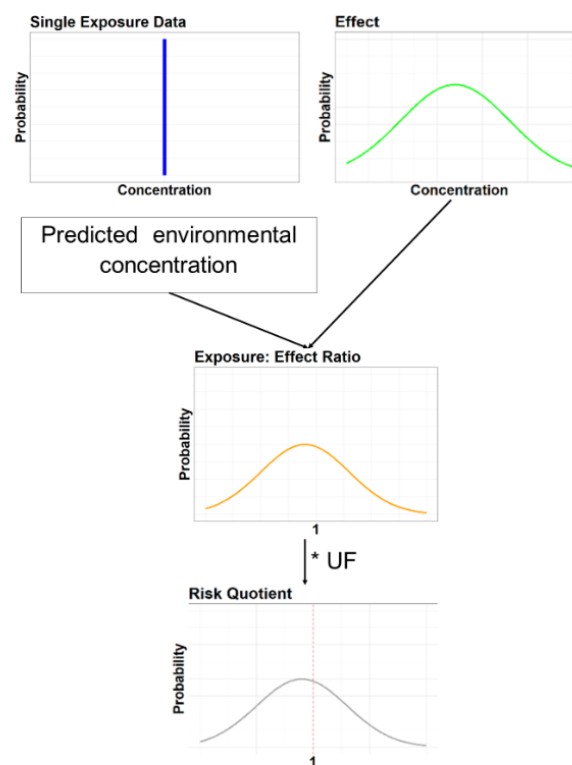 Single Exposure Data
Probability
Concentration
Effect
Probability
Concentration
Predicted environmental
concentration
Exposure: Effect Ratio
Probability
1
* UF
Risk Quotient
Probability
1